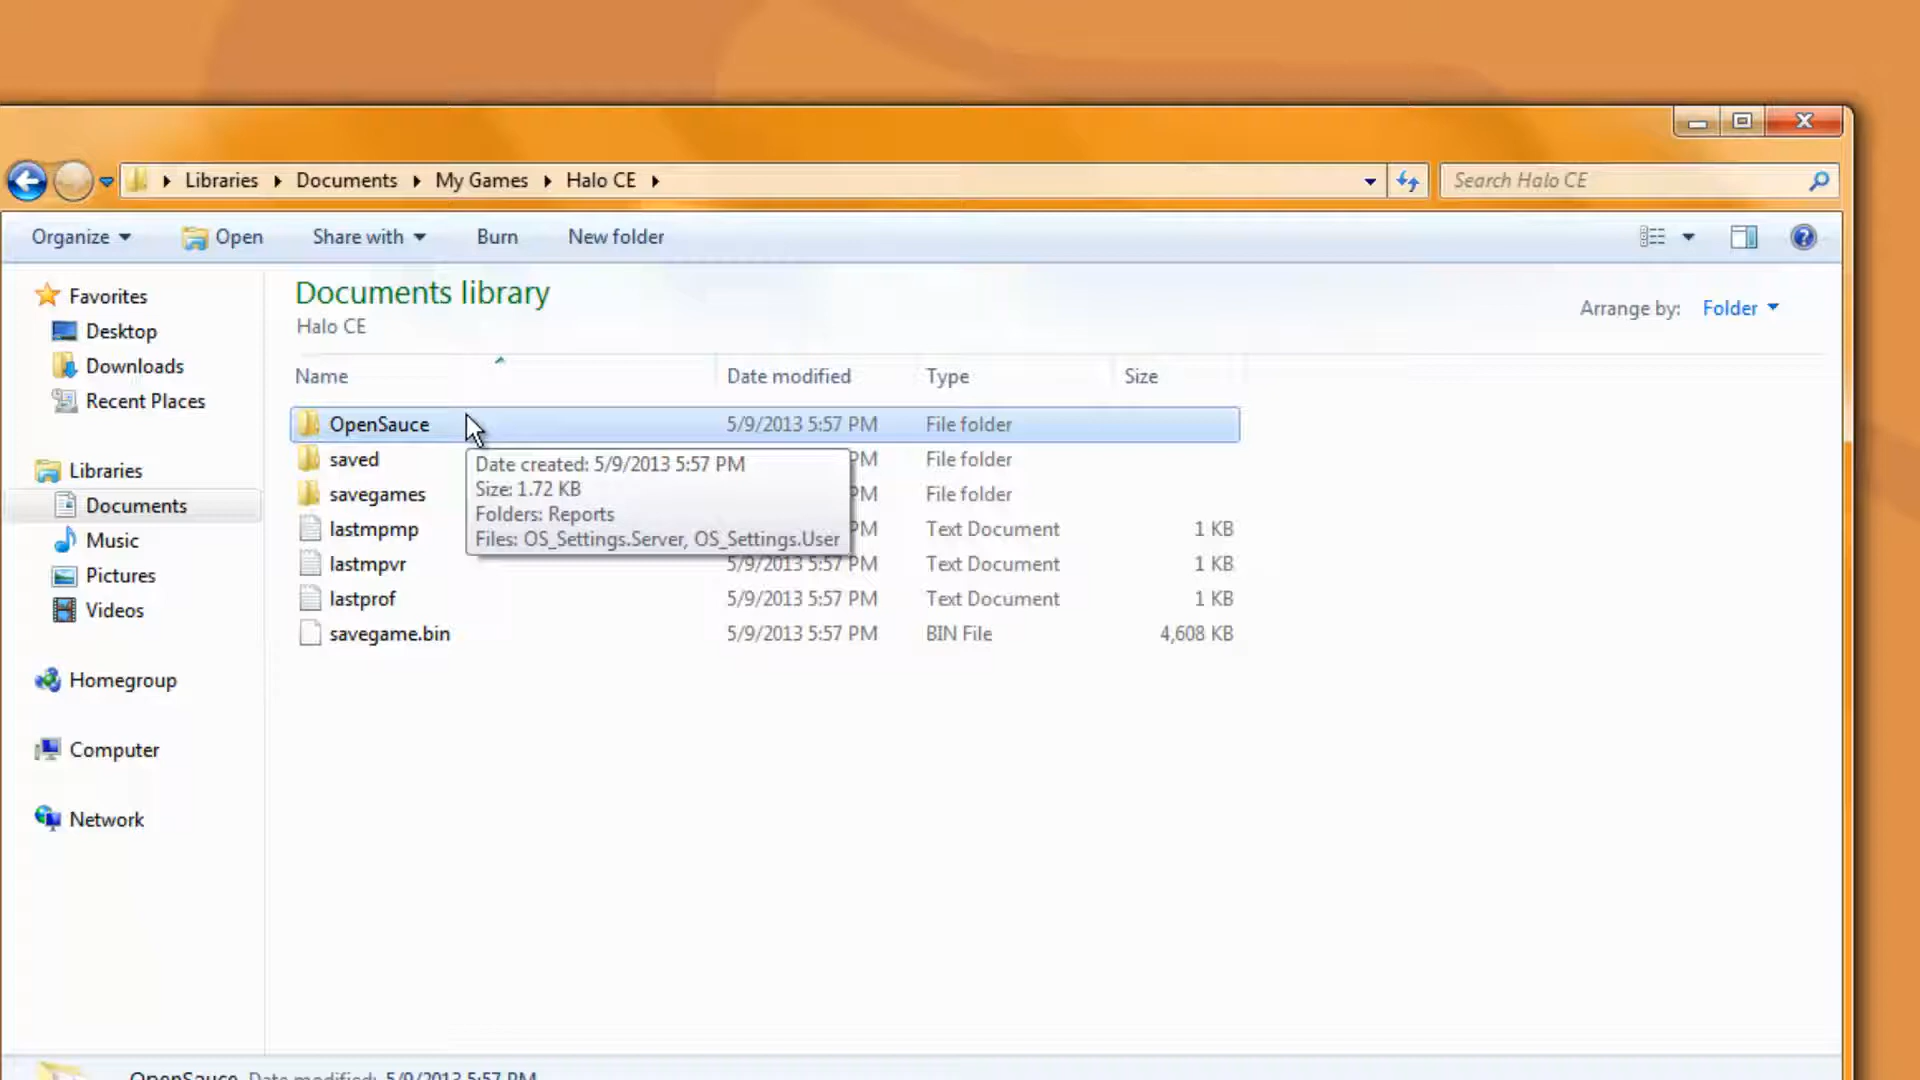 Libraries Documents My Games Halo CE
Search Halo CE
Organize Open Share with Burn New folder
Favorites
Desktop
Downloads
Recent Places
Libraries
Documents
Music
Pictures
Videos
Homegroup
Computer
Network
Documents library
Halo CE
Arrange by: Folder
Name Date modified Type Size
OpenSauce 5/9/2013 5:57 PM File folder
saved PM File folder
savegames PM File folder
lastmpmp PM Text Document 1 KB
lastmpvr 5/9/2013 5:57 PM Text Document 1 KB
lastprof 5/9/2013 5:57 PM Text Document 1 KB
savegame.bin 5/9/2013 5:57 PM BIN File 4,608 KB
Date created: 5/9/2013 5:57 PM
Size: 1.72 KB
Folders: Reports
Files: OS_Settings.Server, OS_Settings.User
OpenSauce Date modified: 5/9/2013 5:57 PM